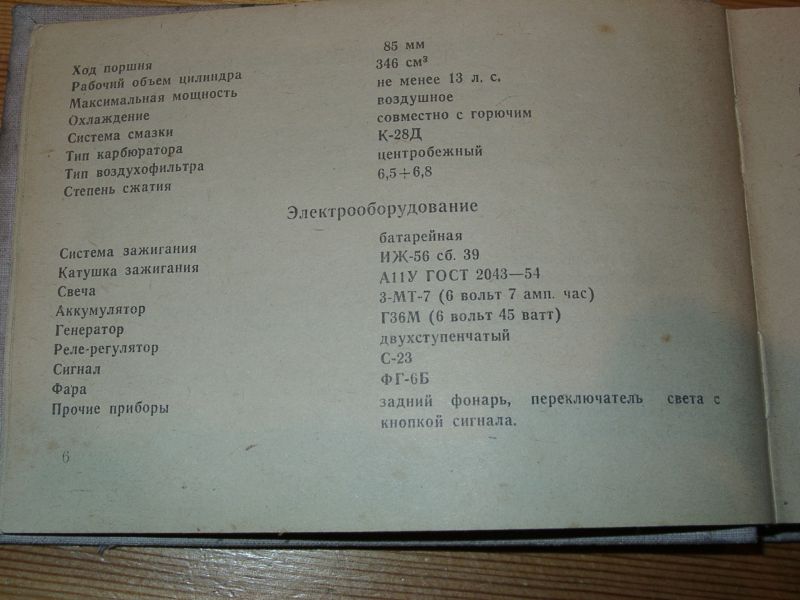 Ход поршня 85 мм
Рабочий объем цилиндра 346 см³
Максимальная мощность не менее 13 л. с.
Охлаждение воздушное
Система смазки совместно с горючим
Тип карбюратора К-28Д
Тип воздухофильтра центробежный
Степень сжатия 6,5÷6,8
Электрооборудование
Система зажигания батарейная
Катушка зажигания ИЖ-56 сб. 39
Свеча А11У ГОСТ 2043—54
Аккумулятор 3-МТ-7 (6 вольт 7 амп. час)
Генератор Г36М (6 вольт 45 ватт)
Реле-регулятор двухступенчатый
Сигнал С-23
Фара ФГ-6Б
Прочие приборы задний фонарь, переключатель света с
кнопкой сигнала.
6